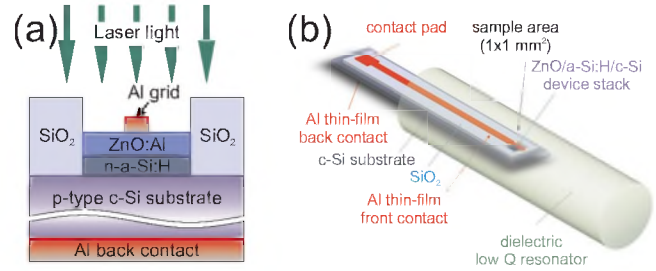 (a)
Laser light
Al grid
SiO2
SiO2
ZnO:Al
n-a-Si:H
p-type c-Si substrate
Al back contact
(b)
contact pad
sample area
(1x1 mm²)
ZnO/a-Si:H/c-Si
device stack
Al thin-film
back contact
c-Si substrate
SiO2
Al thin-film
front contact
dielectric
low Q resonator